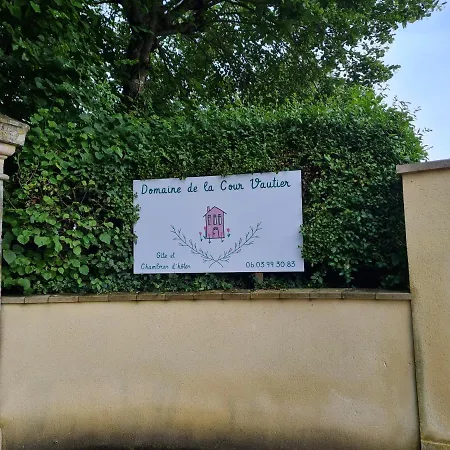 Domaine de la Cour Vautier
Gîte et
Chambres d'hôtes
06 03 99 30 83